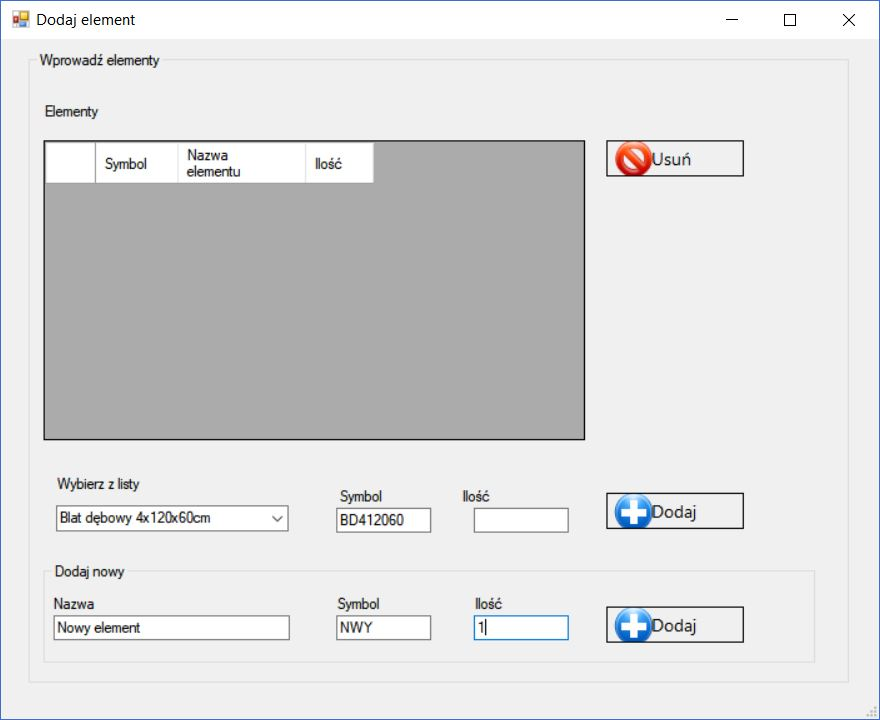 Dodaj element
Wprowadź elementy
Elementy
Symbol
Nazwa
elementu
Ilość
Usuń
Wybierz z listy
Blat dębowy 4x120x60cm
Symbol
BD412060
Ilość
Dodaj
Dodaj nowy
Nazwa
Nowy element
Symbol
NWY
Ilość
1
Dodaj